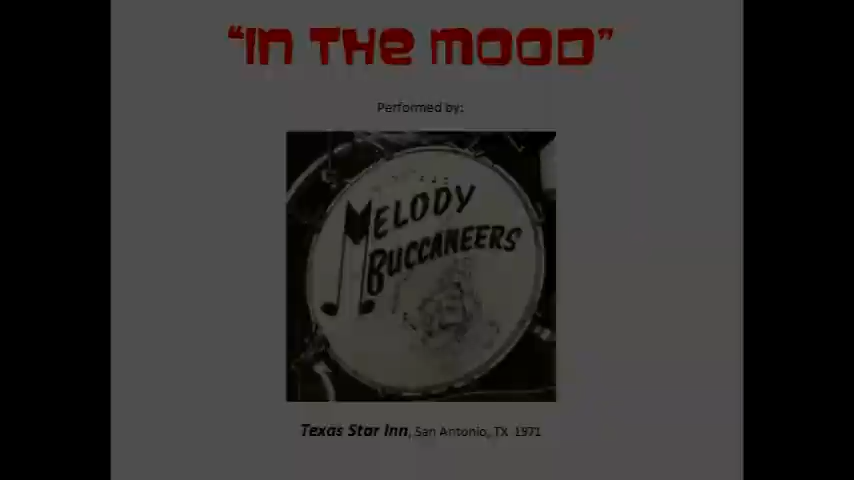 “In The Mood”
Performed by:
MELODY
BUCCANEERS
Texas Star Inn, San Antonio, TX 1971